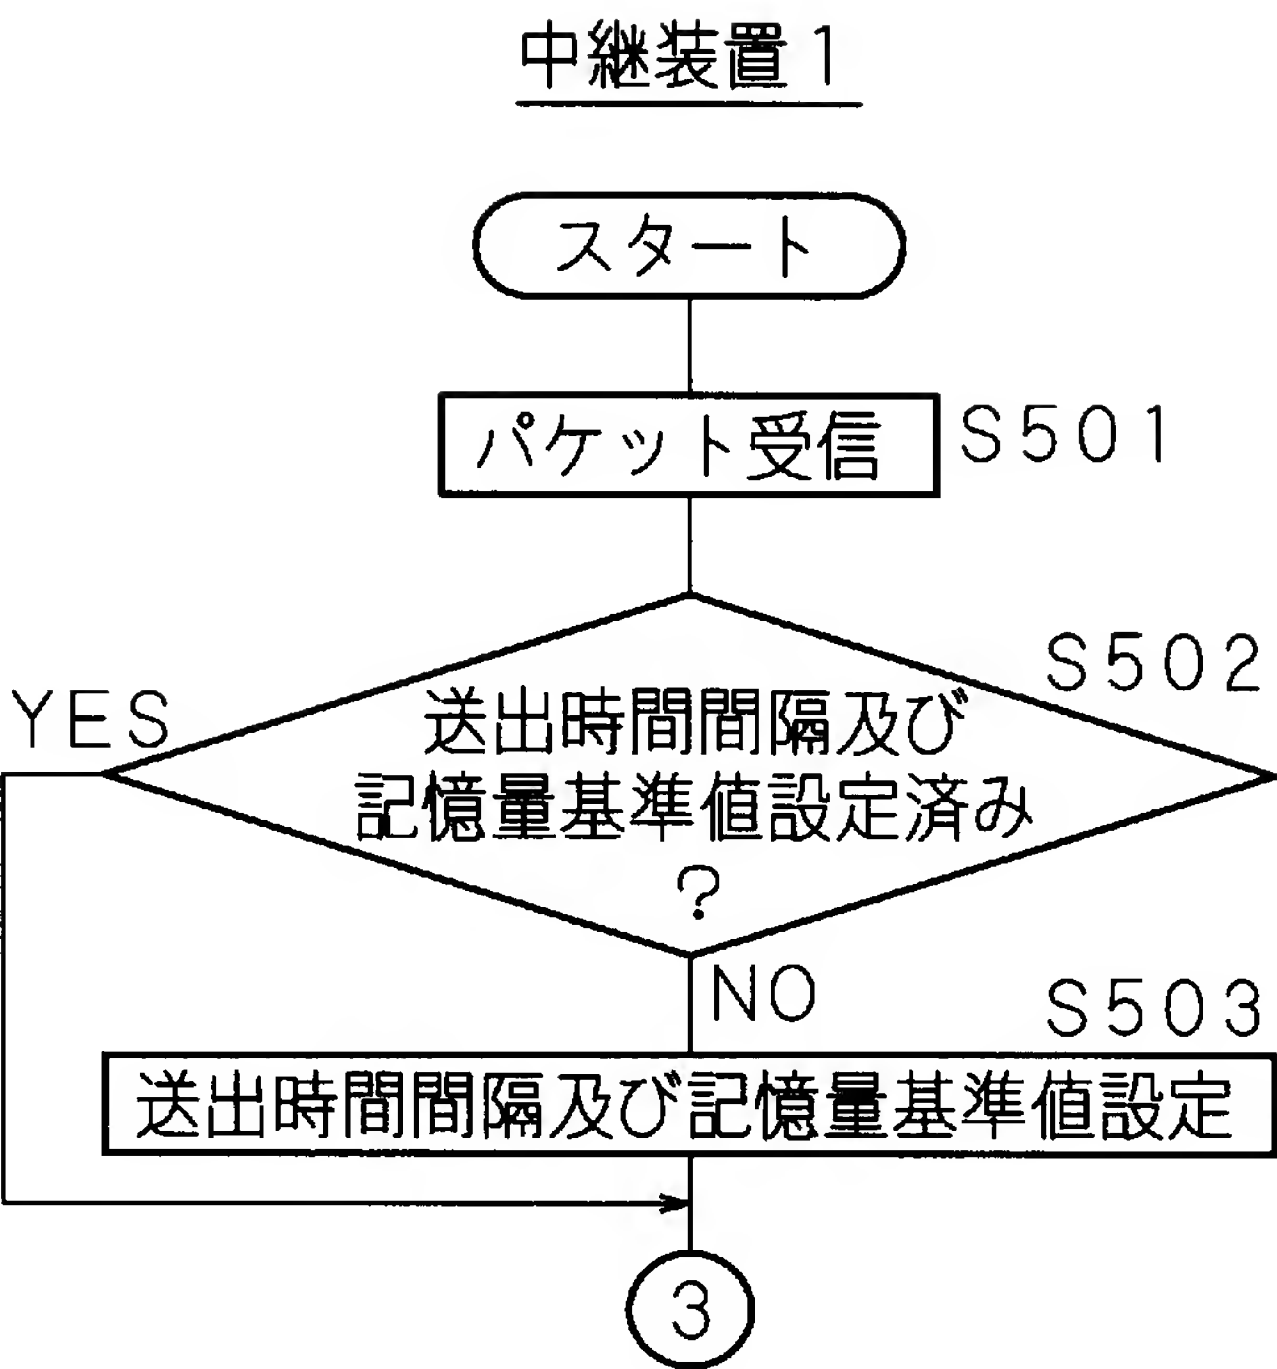 中継装置1
スタート
パケット受信
S501
S502
YES
送出時間間隔及び
記憶量基準値設定済み
?
NO
S503
送出時間間隔及び記憶量基準値設定
3